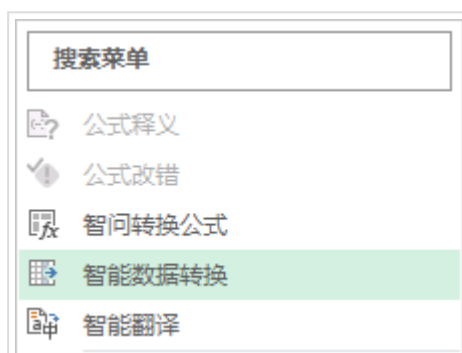 搜索菜单
公式释义
公式改错
智问转换公式
智能数据转换
智能翻译